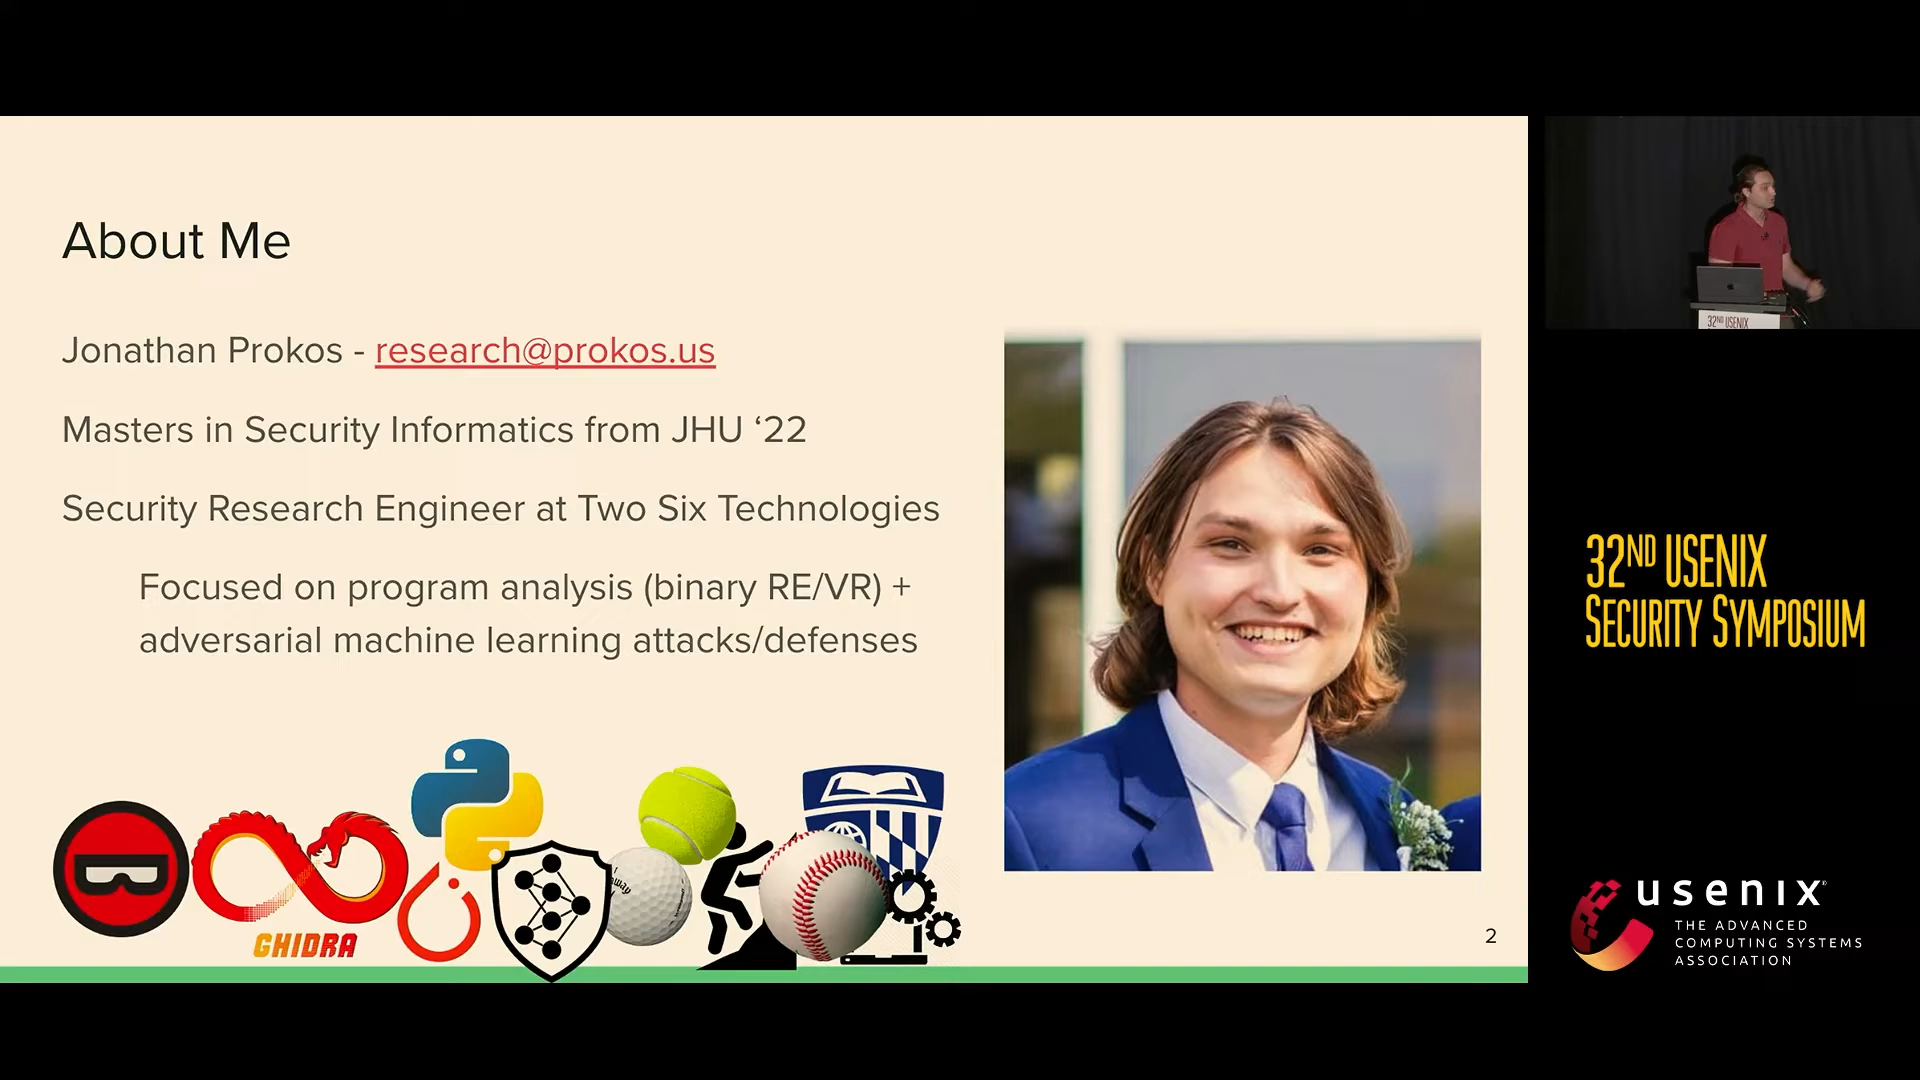 About Me
Jonathan Prokos - research@prokos.us
Masters in Security Informatics from JHU ‘22
Security Research Engineer at Two Six Technologies
Focused on program analysis (binary RE/VR) +
adversarial machine learning attacks/defenses
GHIDRA
2
32ND USENIX
32ND USENIX
SECURITY SYMPOSIUM
usenix
THE ADVANCED
COMPUTING SYSTEMS
ASSOCIATION